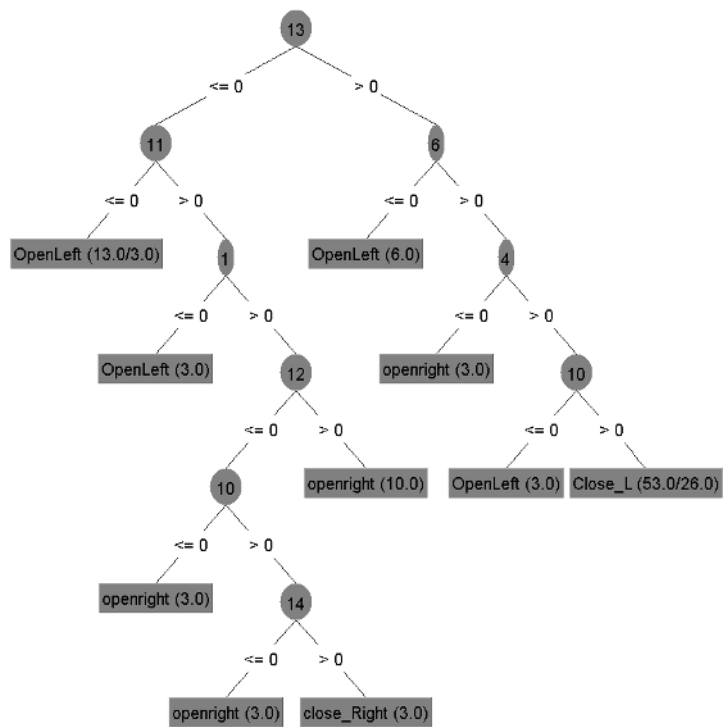 13
<= 0 > 0
11 6
<= 0 > 0 <= 0 > 0
OpenLeft (13.0/3.0) 1 OpenLeft (6.0) 4
<= 0 > 0 <= 0 > 0
OpenLeft (3.0) 12 openright (3.0) 10
<= 0 > 0 <= 0 > 0
10 openright (10.0) OpenLeft (3.0) Close_L (53.0/26.0)
<= 0 > 0
openright (3.0) 14
<= 0 > 0
openright (3.0) close_Right (3.0)